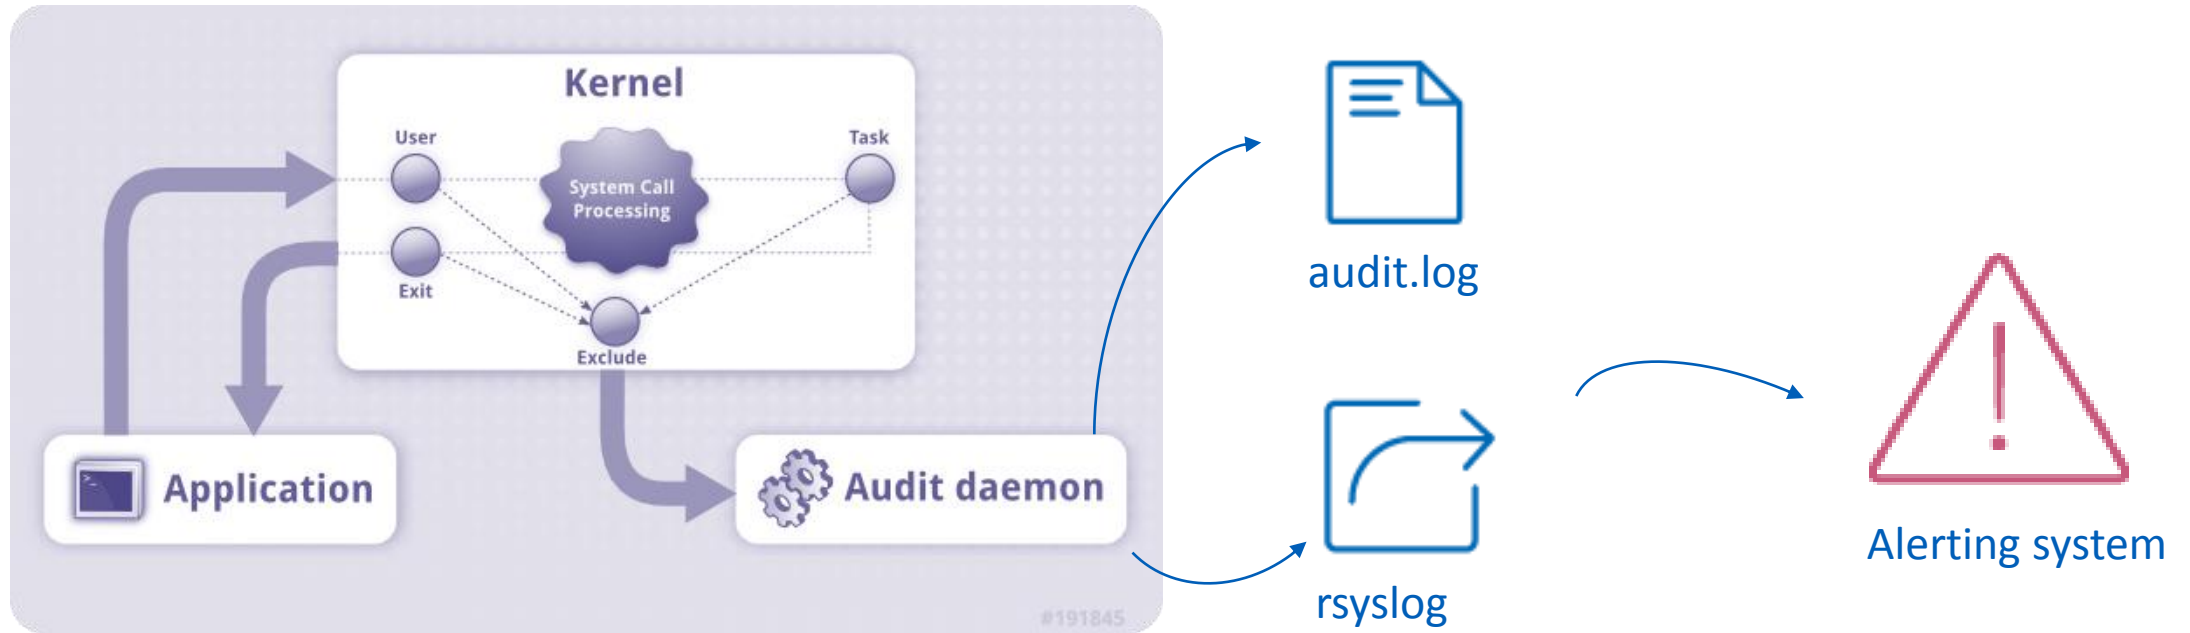 Kernel
User
Task
System Call
Processing
Exit
Exclude
>_
Application
Audit daemon
#191845
audit.log
rsyslog
Alerting system